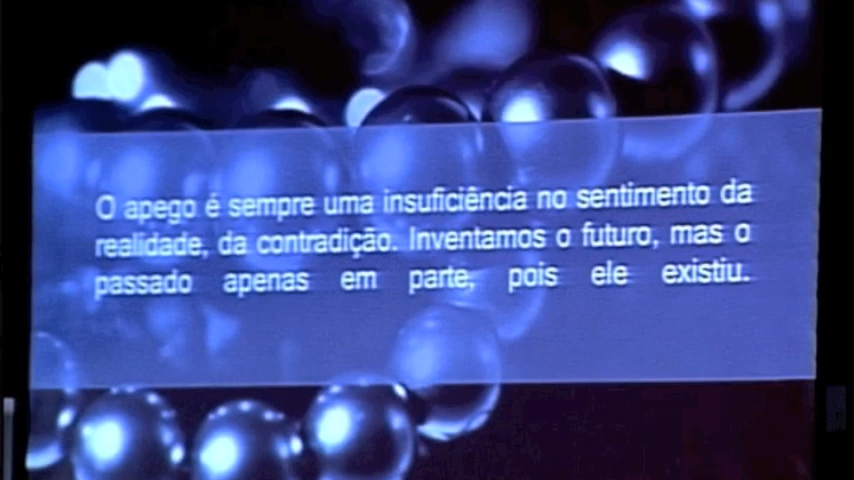 O apego é sempre uma insuficiência no sentimento da
realidade, da contradição. Inventamos o futuro, mas o
passado apenas em parte, pois ele existiu.